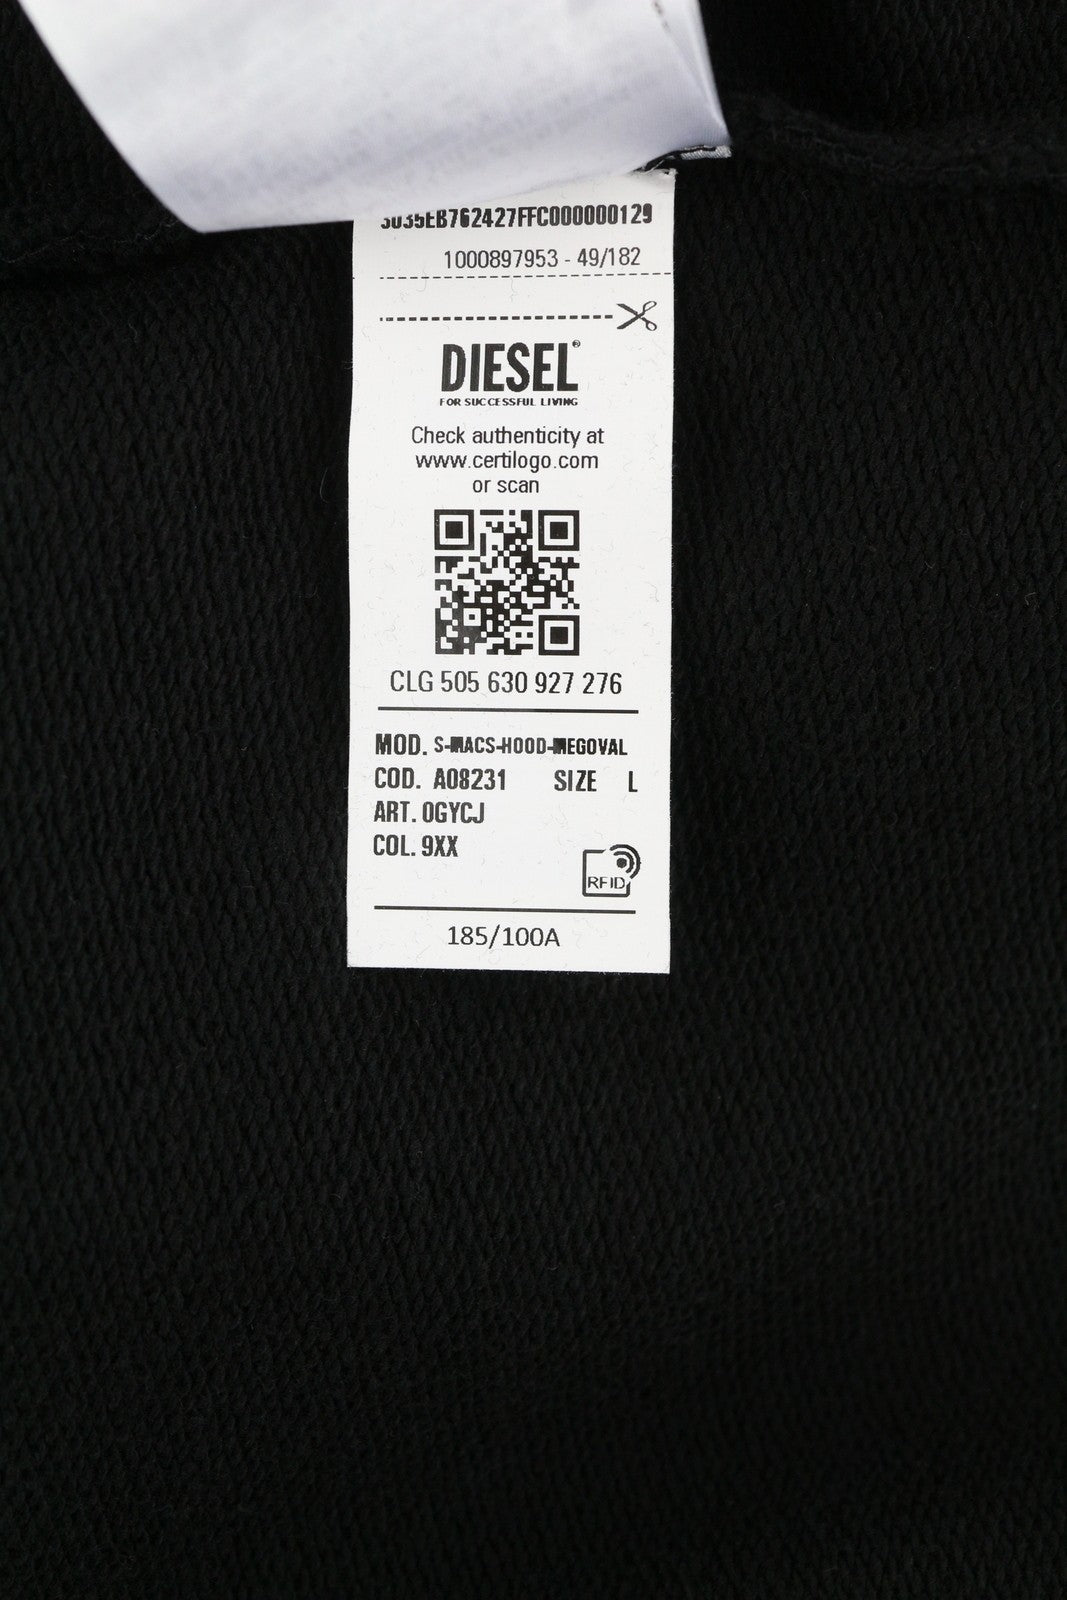 3035EB762427FFC000000129
1000897953 - 49/182
DIESEL®
FOR SUCCESSFUL LIVING
Check authenticity at
www.certilogo.com
or scan
CLG 505 630 927 276
MOD. S-MACS-HOOD-MEGOVAL
COD. A08231 SIZE L
ART. 0GYCJ
COL. 9XX
RFID
185/100A